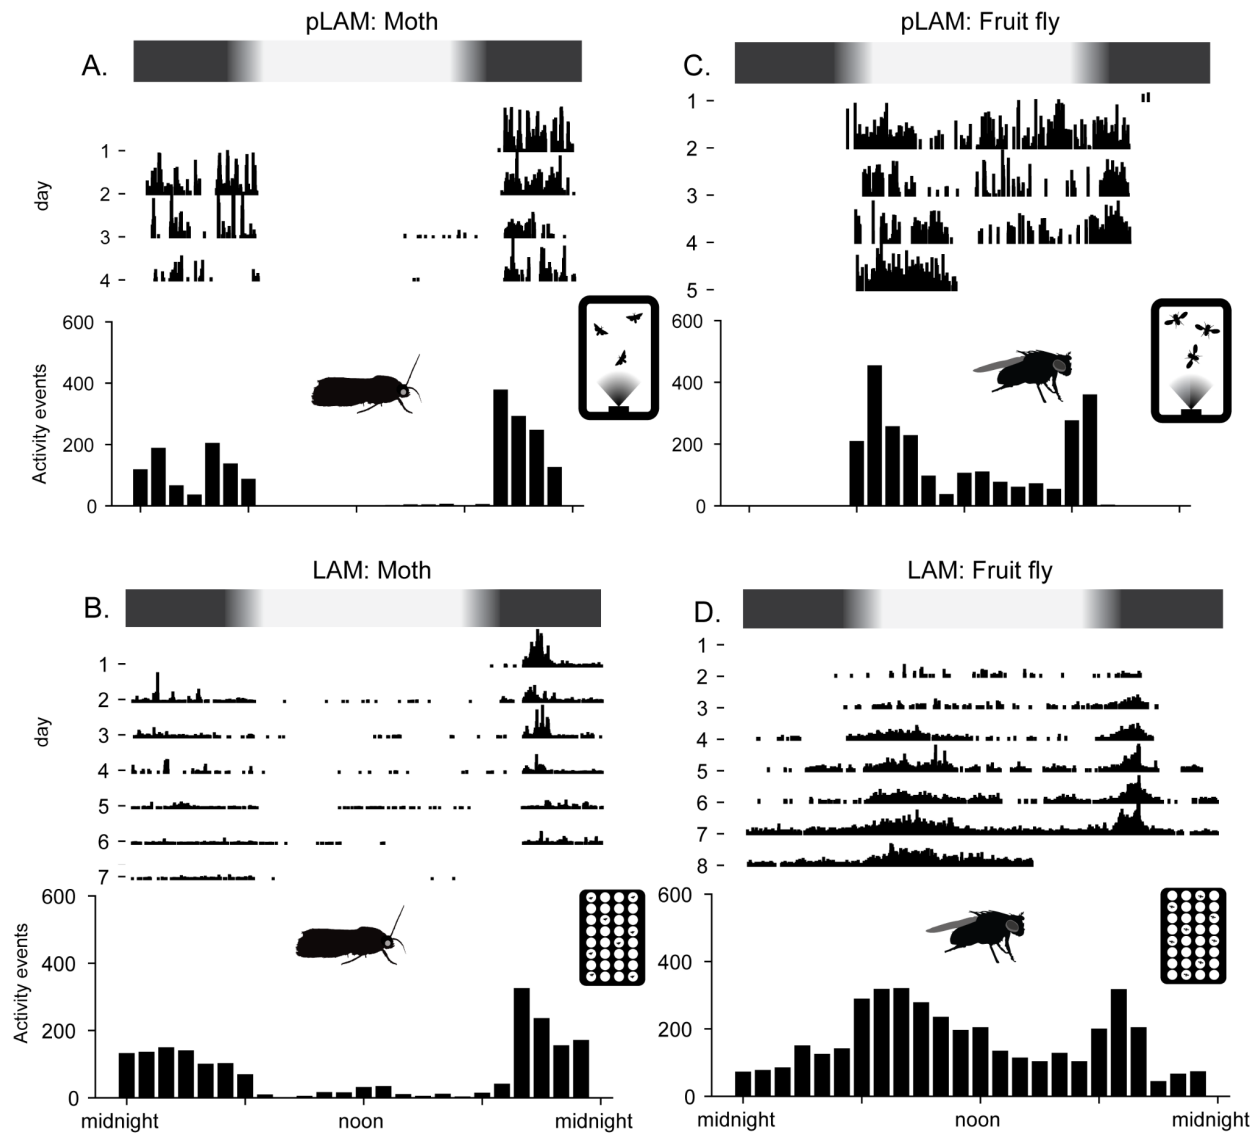 pLAM: Moth
A.
day
1
2
3
4
600
400
200
0
Activity events
pLAM: Fruit fly
C.
1
2
3
4
5
600
400
200
0
LAM: Moth
B.
day
1
2
3
4
5
6
7
600
400
200
0
Activity events
midnight noon midnight
LAM: Fruit fly
D.
1
2
3
4
5
6
7
8
600
400
200
0
midnight noon midnight